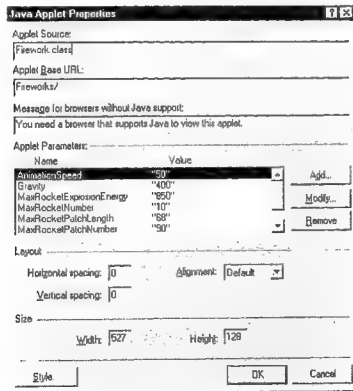 Java Applet Properties
Applet Source:
Firework.class
Applet Base URL:
Fireworks/
Message for browsers without Java support:
You need a browser that supports Java to view this applet.
Applet Parameters:
Name Value
AnimationSpeed "50" Add...
Gravity "400"
MaxRocketExplosionEnergy "850" Modify...
MaxRocketNumber "10"
MaxRocketPatchLength "68" Remove
MaxRocketPatchNumber "90"
Layout
Horizontal spacing: 0 Alignment: Default
Vertical spacing: 0
Size
Width: 527 Height: 128
Style... OK Cancel